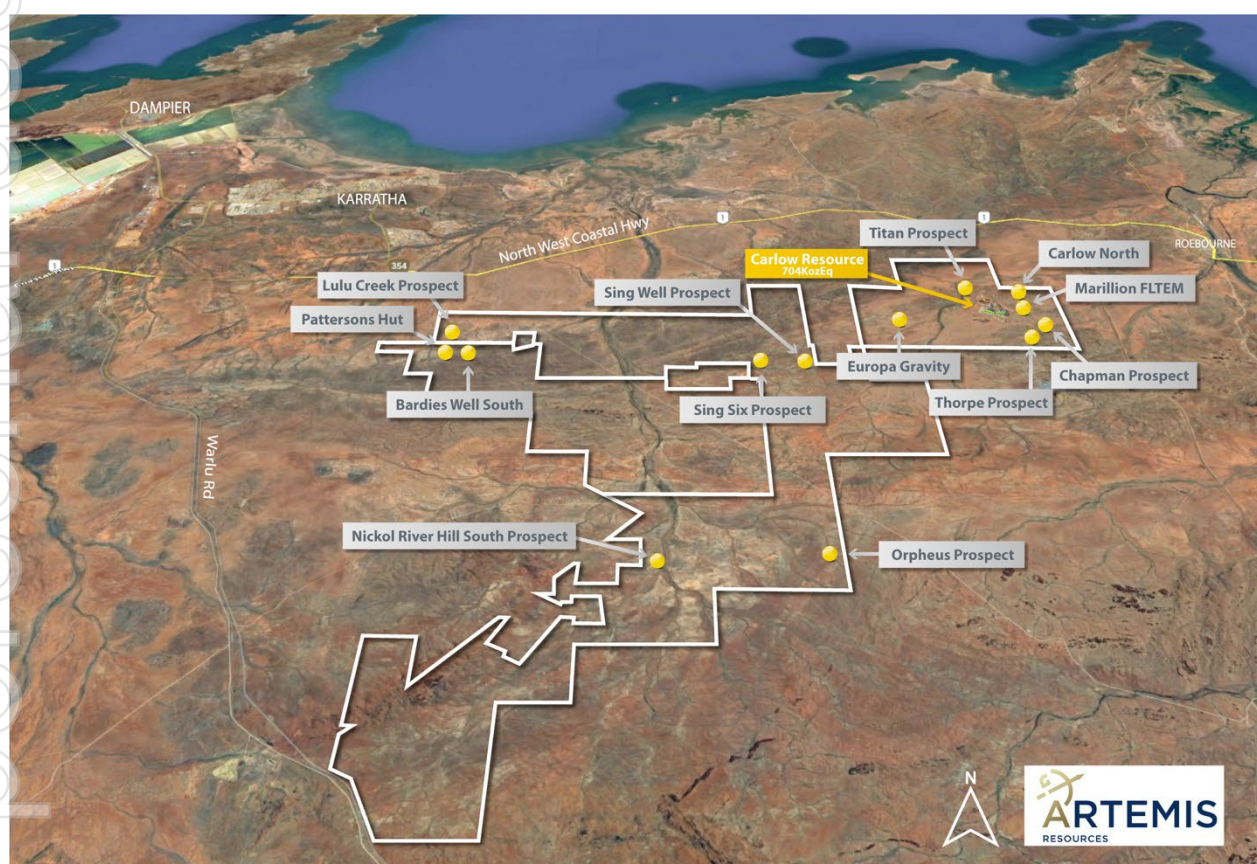 DAMPIER
KARRATHA
1
North West Coastal Hwy
1
1
ROEBOURNE
354
Titan Prospect
Carlow Resource
704KozEq
Carlow North
Lulu Creek Prospect
Sing Well Prospect
Marillion FLTEM
Pattersons Hut
Europa Gravity
Chapman Prospect
Bardies Well South
Sing Six Prospect
Thorpe Prospect
Warlu Rd
Nickol River Hill South Prospect
Orpheus Prospect
N
ARTEMIS
RESOURCES